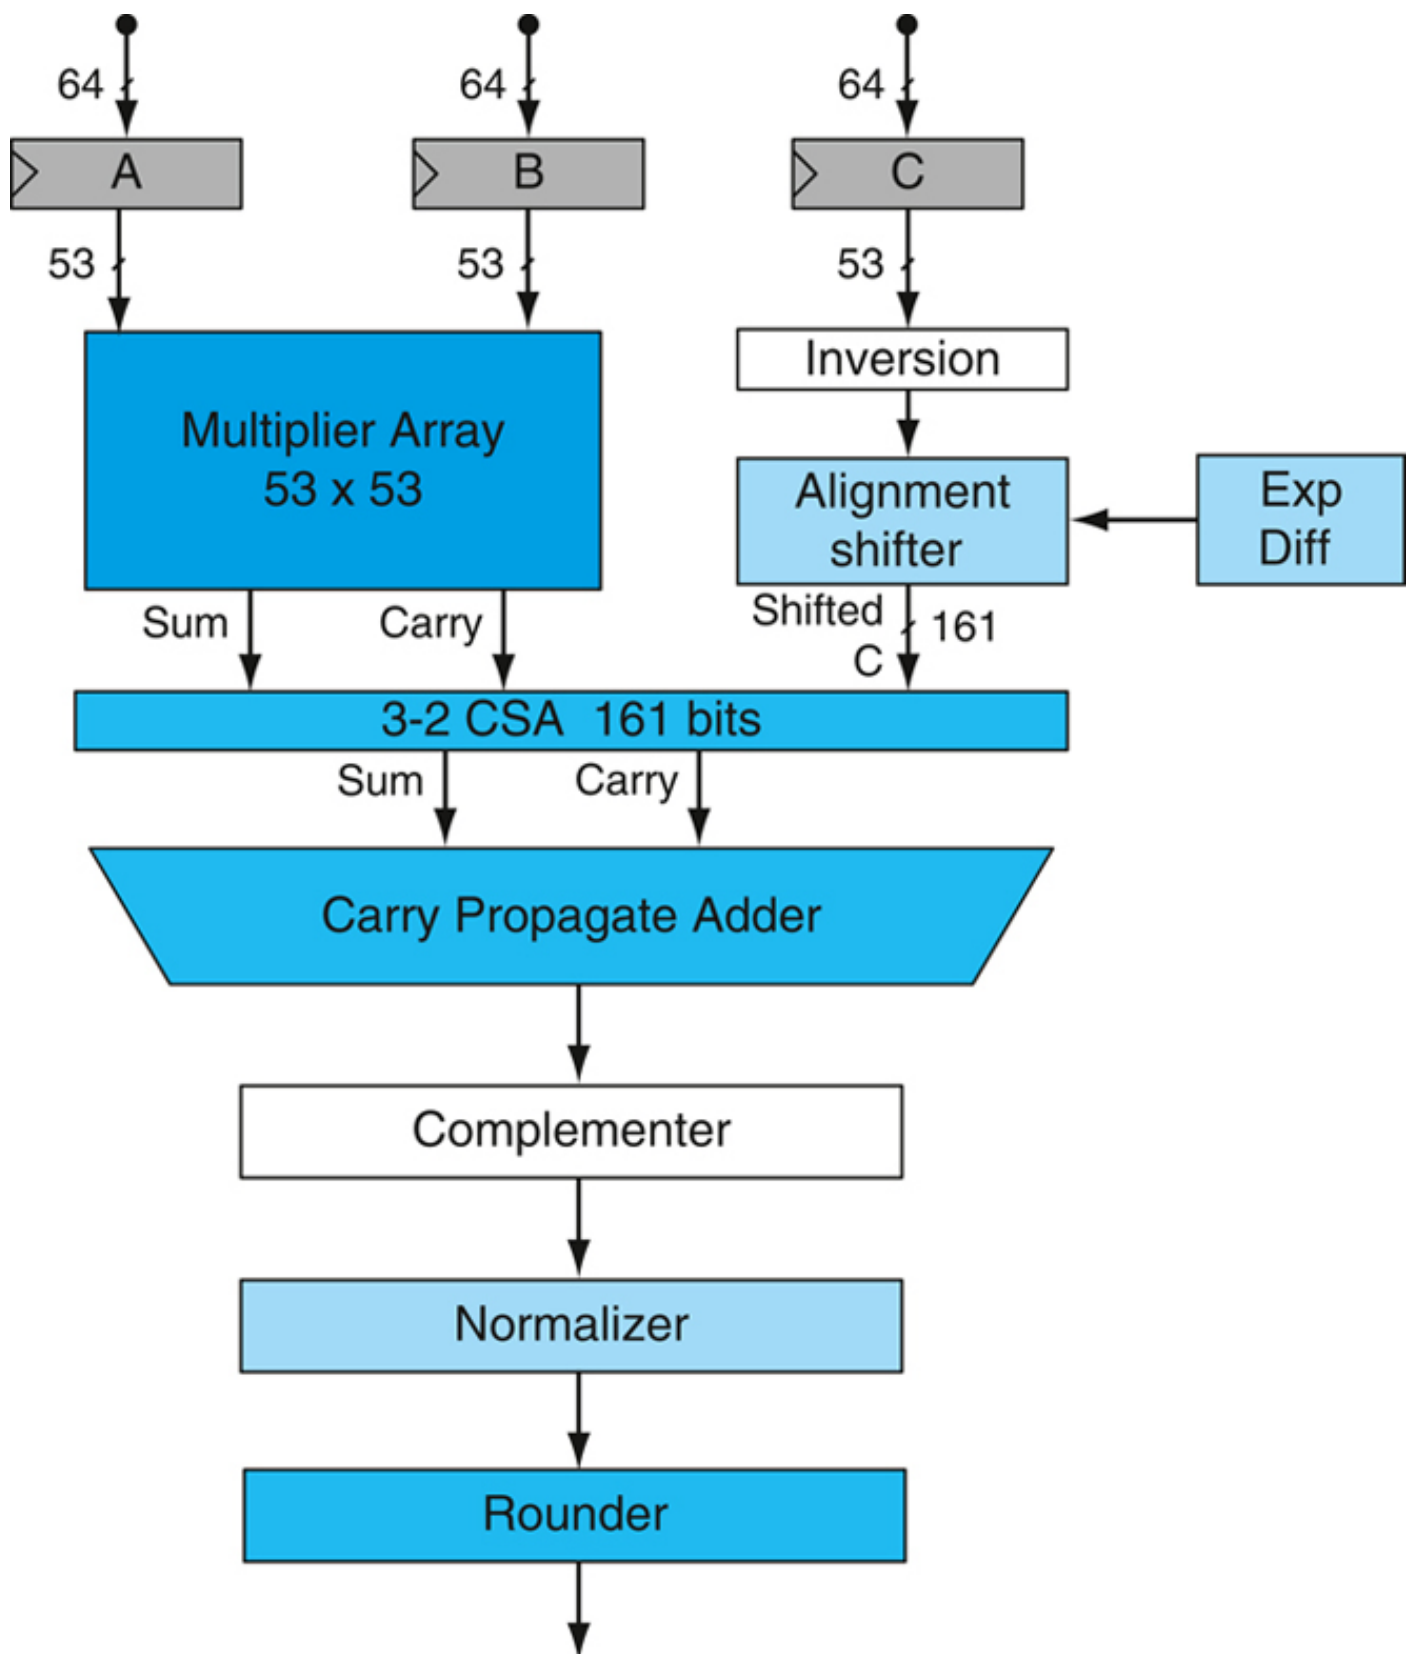 64
64
64
A
B
C
53
53
53
Multiplier Array
53 x 53
Inversion
Alignment
shifter
Exp
Diff
Sum
Carry
Shifted
C
161
3-2 CSA 161 bits
Sum
Carry
Carry Propagate Adder
Complementer
Normalizer
Rounder